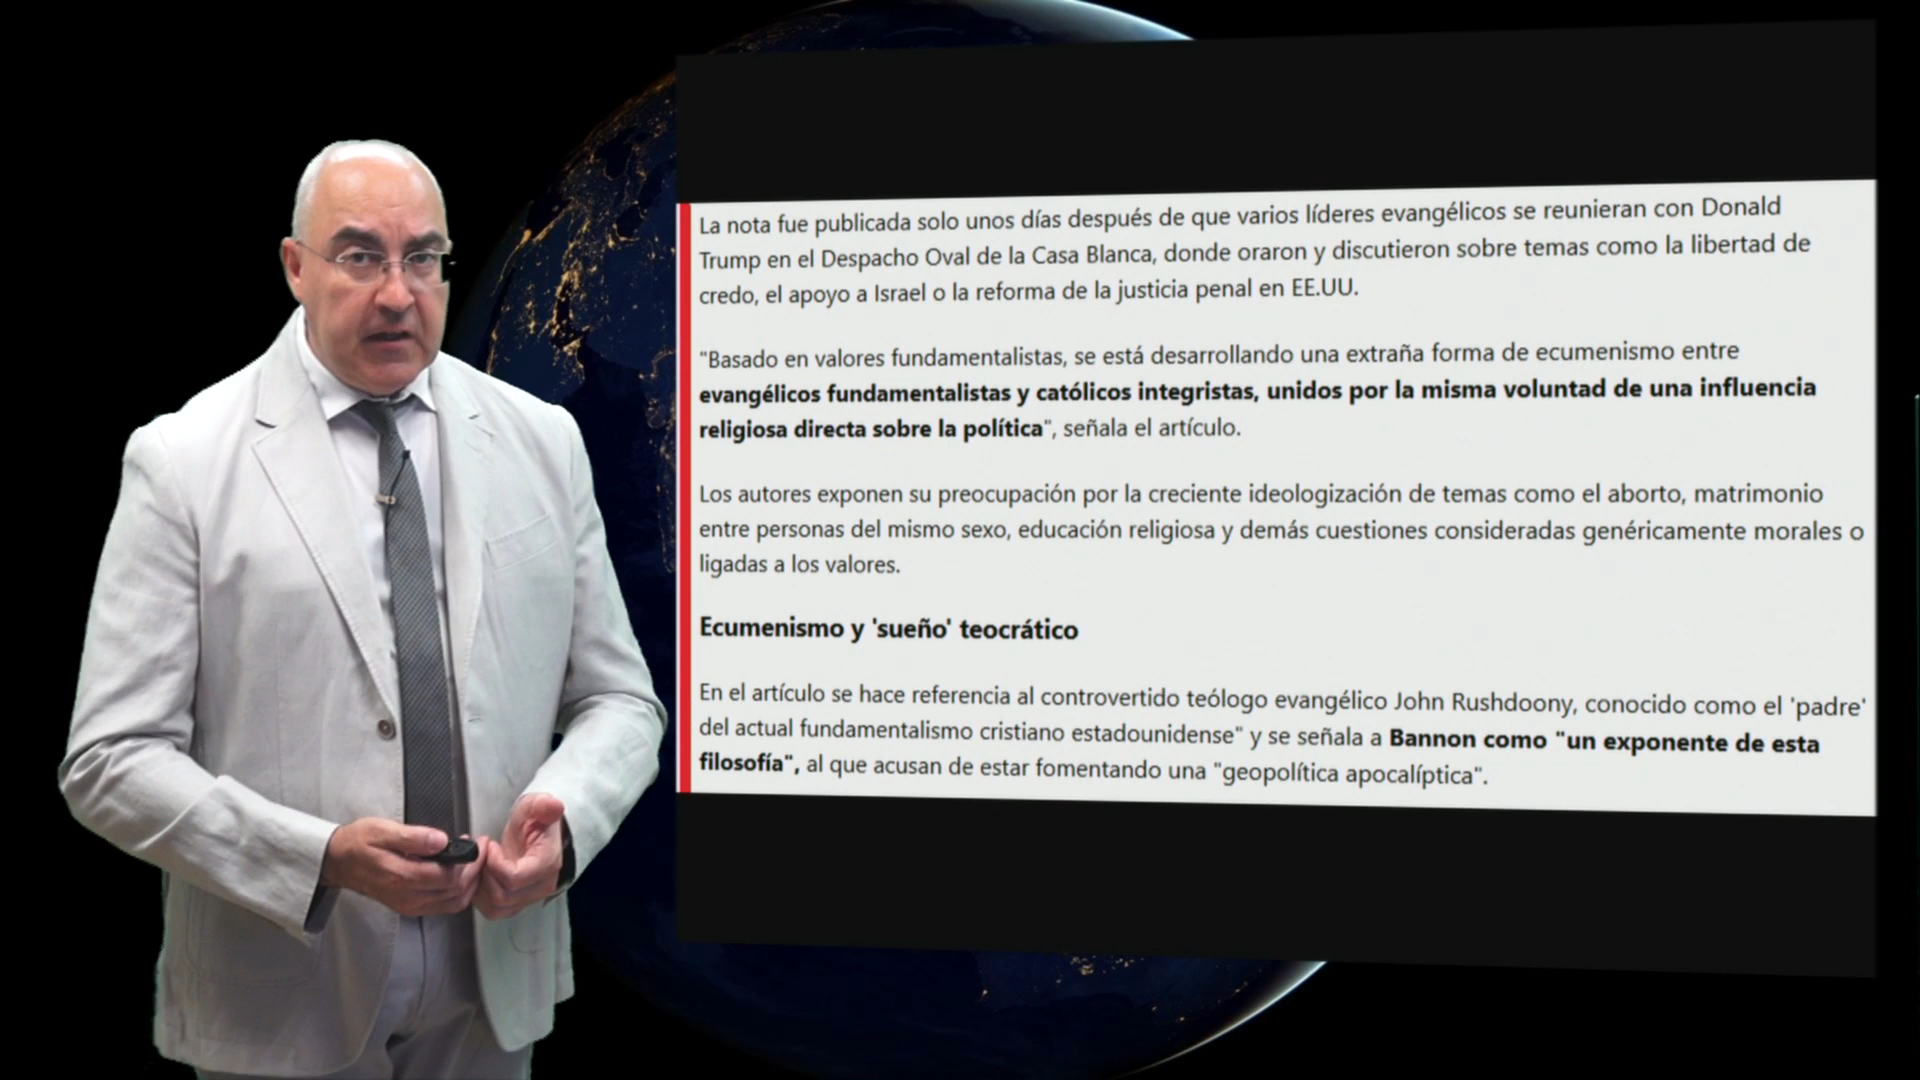 La nota fue publicada solo unos días después de que varios líderes evangélicos se reunieran con Donald
Trump en el Despacho Oval de la Casa Blanca, donde oraron y discutieron sobre temas como la libertad de
credo, el apoyo a Israel o la reforma de la justicia penal en EE.UU.
"Basado en valores fundamentalistas, se está desarrollando una extraña forma de ecumenismo entre
evangélicos fundamentalistas y católicos integristas, unidos por la misma voluntad de una influencia
religiosa directa sobre la política", señala el artículo.
Los autores exponen su preocupación por la creciente ideologización de temas como el aborto, matrimonio
entre personas del mismo sexo, educación religiosa y demás cuestiones consideradas genéricamente morales o
ligadas a los valores.
Ecumenismo y 'sueño' teocrático
En el artículo se hace referencia al controvertido teólogo evangélico John Rushdoony, conocido como el 'padre'
del actual fundamentalismo cristiano estadounidense" y se señala a Bannon como "un exponente de esta
filosofía", al que acusan de estar fomentando una "geopolítica apocalíptica".